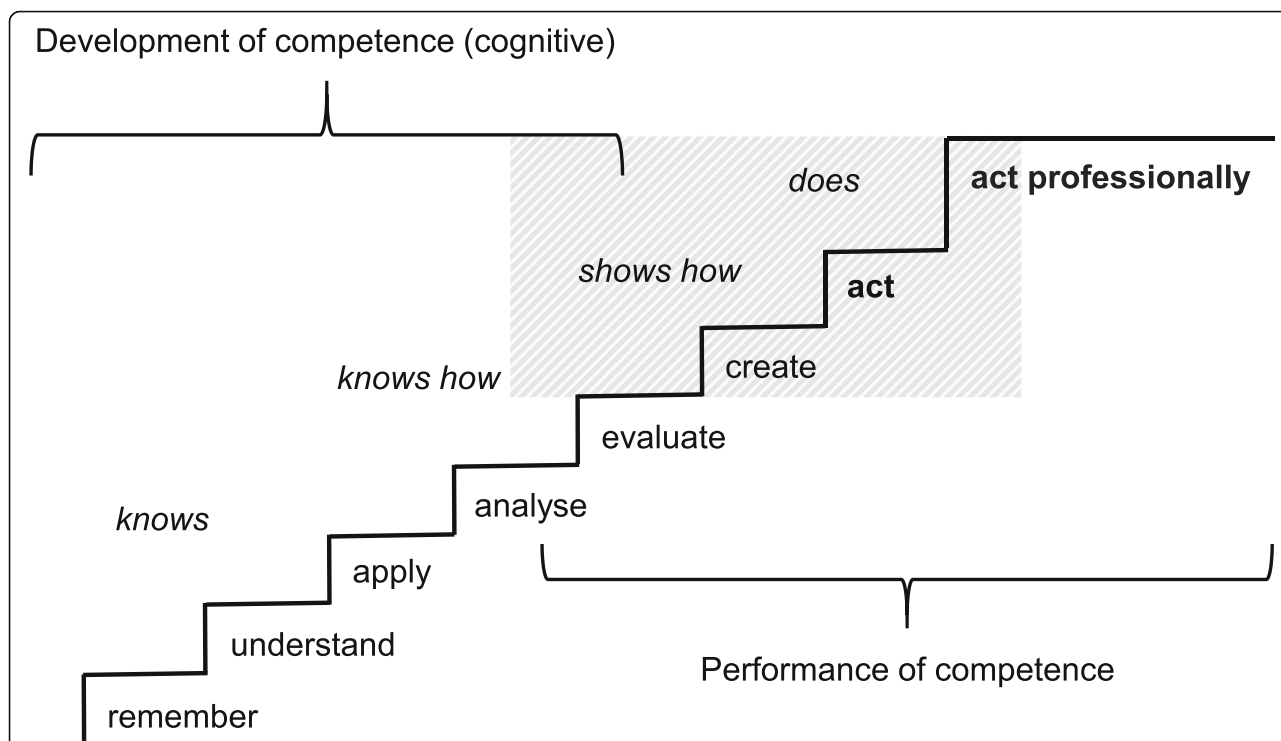 Development of competence (cognitive)
does
act professionally
shows how
act
knows how
create
evaluate
knows
analyse
apply
understand
Performance of competence
remember